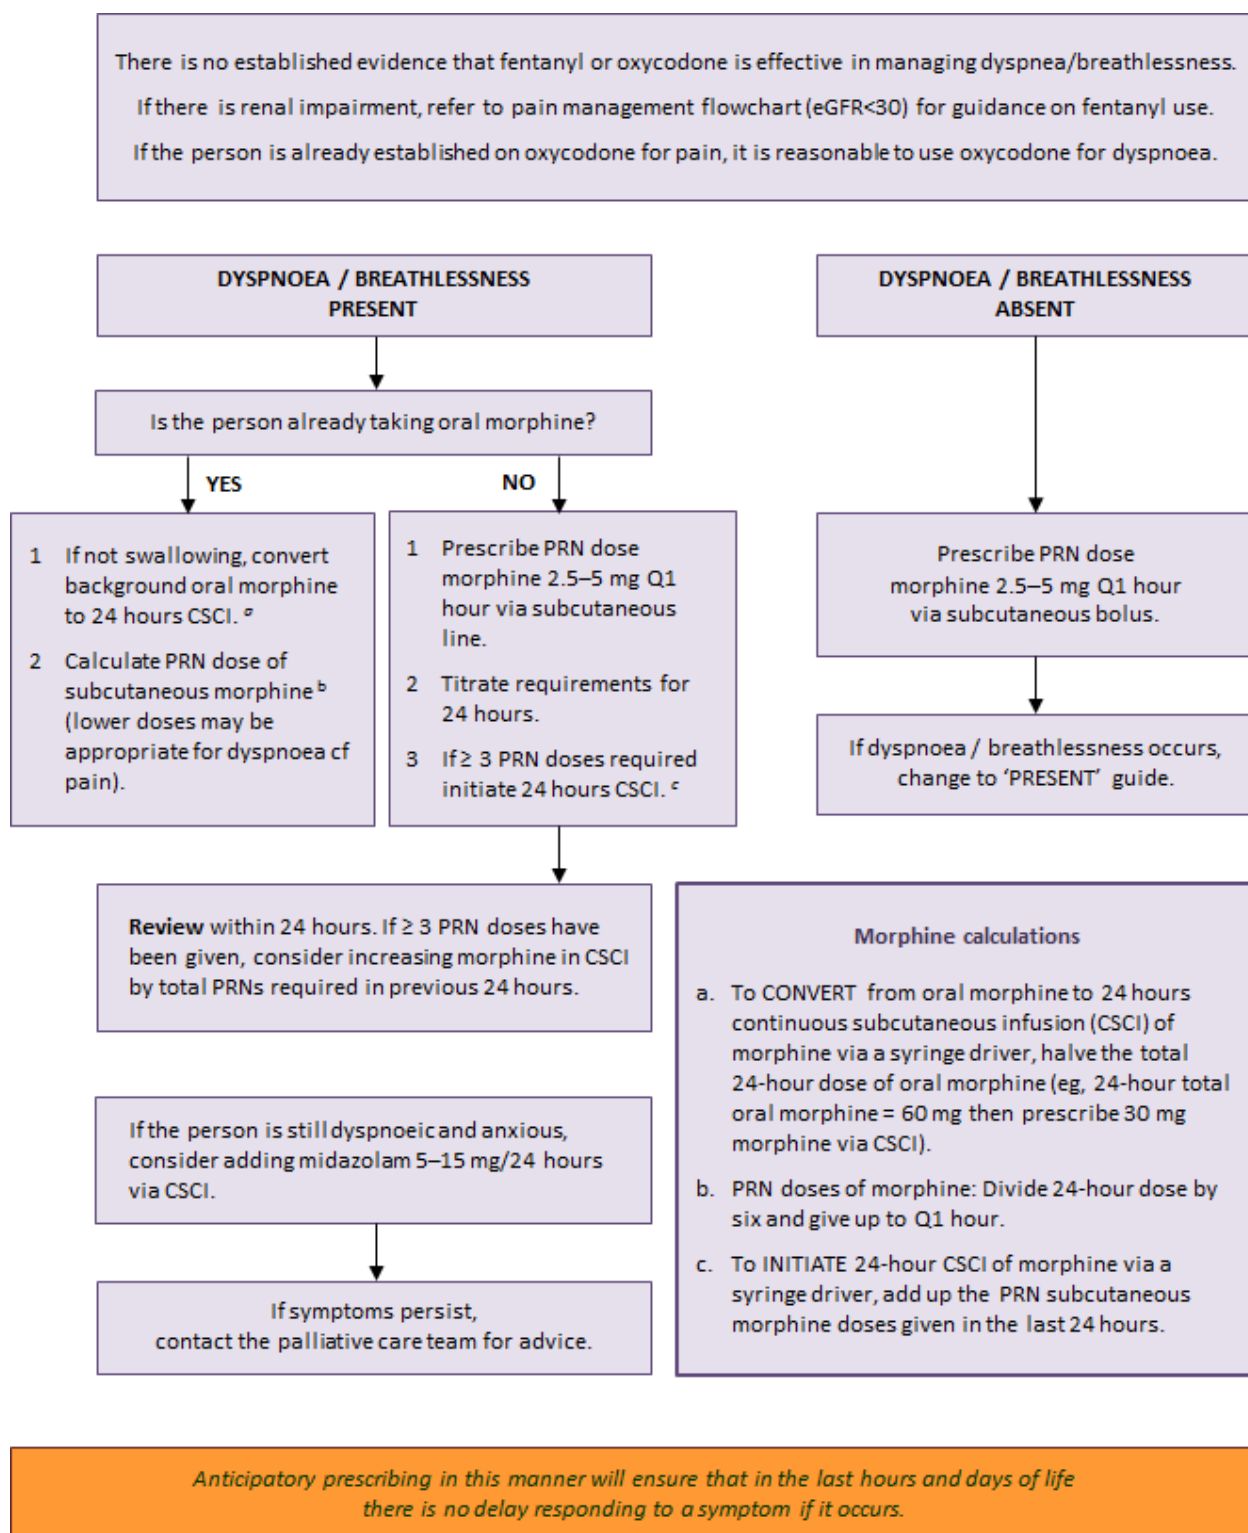 There is no established evidence that fentanyl or oxycodone is effective in managing dyspnea/breathlessness.
If there is renal impairment, refer to pain management flowchart (eGFR<30) for guidance on fentanyl use.
If the person is already established on oxycodone for pain, it is reasonable to use oxycodone for dyspnoea.
DYSPNOEA / BREATHLESSNESS
PRESENT
DYSPNOEA / BREATHLESSNESS
ABSENT
Is the person already taking oral morphine?
YES
NO
1 If not swallowing, convert
background oral morphine
to 24 hours CSCI. a
2 Calculate PRN dose of
subcutaneous morphine b
(lower doses may be
appropriate for dyspnoea cf
pain).
1 Prescribe PRN dose
morphine 2.5–5 mg Q1
hour via subcutaneous
line.
2 Titrate requirements for
24 hours.
3 If ≥ 3 PRN doses required
initiate 24 hours CSCI. c
Prescribe PRN dose
morphine 2.5–5 mg Q1 hour
via subcutaneous bolus.
If dyspnoea / breathlessness occurs,
change to ‘PRESENT’ guide.
Review within 24 hours. If ≥ 3 PRN doses have
been given, consider increasing morphine in CSCI
by total PRNs required in previous 24 hours.
If the person is still dyspnoeic and anxious,
consider adding midazolam 5–15 mg/24 hours
via CSCI.
If symptoms persist,
contact the palliative care team for advice.
Morphine calculations
a. To CONVERT from oral morphine to 24 hours
continuous subcutaneous infusion (CSCI) of
morphine via a syringe driver, halve the total
24-hour dose of oral morphine (eg, 24-hour total
oral morphine = 60 mg then prescribe 30 mg
morphine via CSCI).
b. PRN doses of morphine: Divide 24-hour dose by
six and give up to Q1 hour.
c. To INITIATE 24-hour CSCI of morphine via a
syringe driver, add up the PRN subcutaneous
morphine doses given in the last 24 hours.
Anticipatory prescribing in this manner will ensure that in the last hours and days of life
there is no delay responding to a symptom if it occurs.